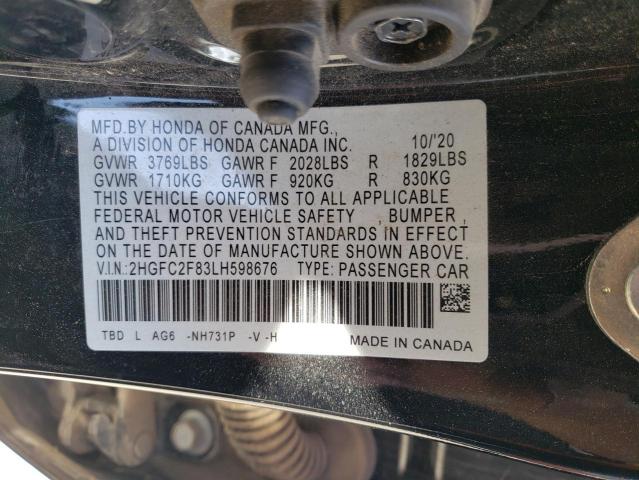 MFD.BY HONDA OF CANADA MFG.,
A DIVISION OF HONDA CANADA INC. 10/'20
GVWR 3769LBS GAWR F 2028LBS R 1829LBS
GVWR 1710KG GAWR F 920KG R 830KG
THIS VEHICLE CONFORMS TO ALL APPLICABLE
FEDERAL MOTOR VEHICLE SAFETY , BUMPER ,
AND THEFT PREVENTION STANDARDS IN EFFECT
ON THE DATE OF MANUFACTURE SHOWN ABOVE.
V.I.N.:2HGFC2F83LH598676 TYPE: PASSENGER CAR
TBD L AG6 -NH731P -V -H MADE IN CANADA